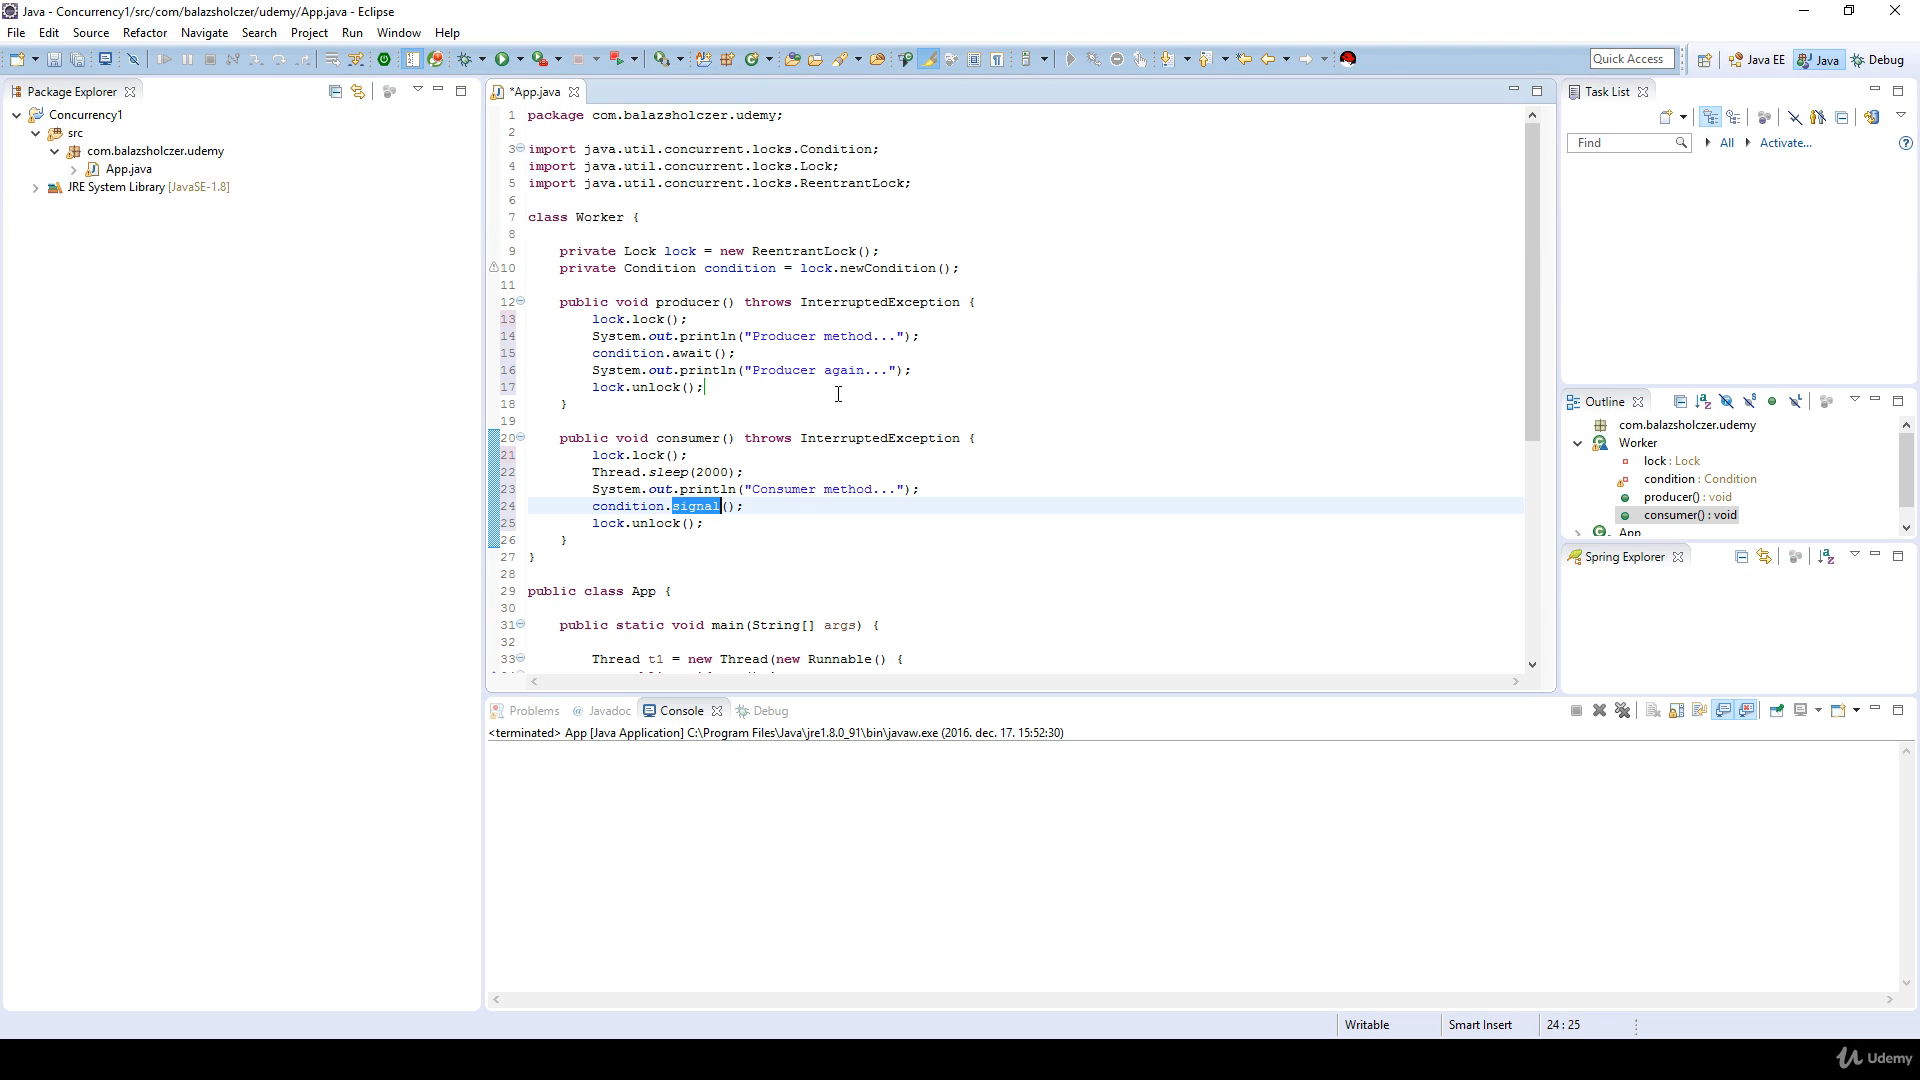 Java - Concurrency1/src/com/balazsholczer/udemy/App.java - Eclipse
File Edit Source Refactor Navigate Search Project Run Window Help
Quick Access
Java EE
Java
Debug
Package Explorer
Concurrency1
src
com.balazsholczer.udemy
App.java
JRE System Library [JavaSE-1.8]
*App.java
1 package com.balazsholczer.udemy;
2
3 import java.util.concurrent.locks.Condition;
4 import java.util.concurrent.locks.Lock;
5 import java.util.concurrent.locks.ReentrantLock;
6
7 class Worker {
8
9 private Lock lock = new ReentrantLock();
10 private Condition condition = lock.newCondition();
11
12 public void producer() throws InterruptedException {
13 lock.lock();
14 System.out.println("Producer method...");
15 condition.await();
16 System.out.println("Producer again...");
17 lock.unlock();
18 }
19
20 public void consumer() throws InterruptedException {
21 lock.lock();
22 Thread.sleep(2000);
23 System.out.println("Consumer method...");
24 condition.signal();
25 lock.unlock();
26 }
27 }
28
29 public class App {
30
31 public static void main(String[] args) {
32
33 Thread t1 = new Thread(new Runnable() {
Task List
Find
All
Activate...
Outline
com.balazsholczer.udemy
Worker
lock : Lock
condition : Condition
producer() : void
consumer() : void
App
Spring Explorer
Problems @ Javadoc Console Debug
<terminated> App [Java Application] C:\Program Files\Java\jre1.8.0_91\bin\javaw.exe (2016. dec. 17. 15:52:30)
Writable
Smart Insert
24 : 25
Udemy